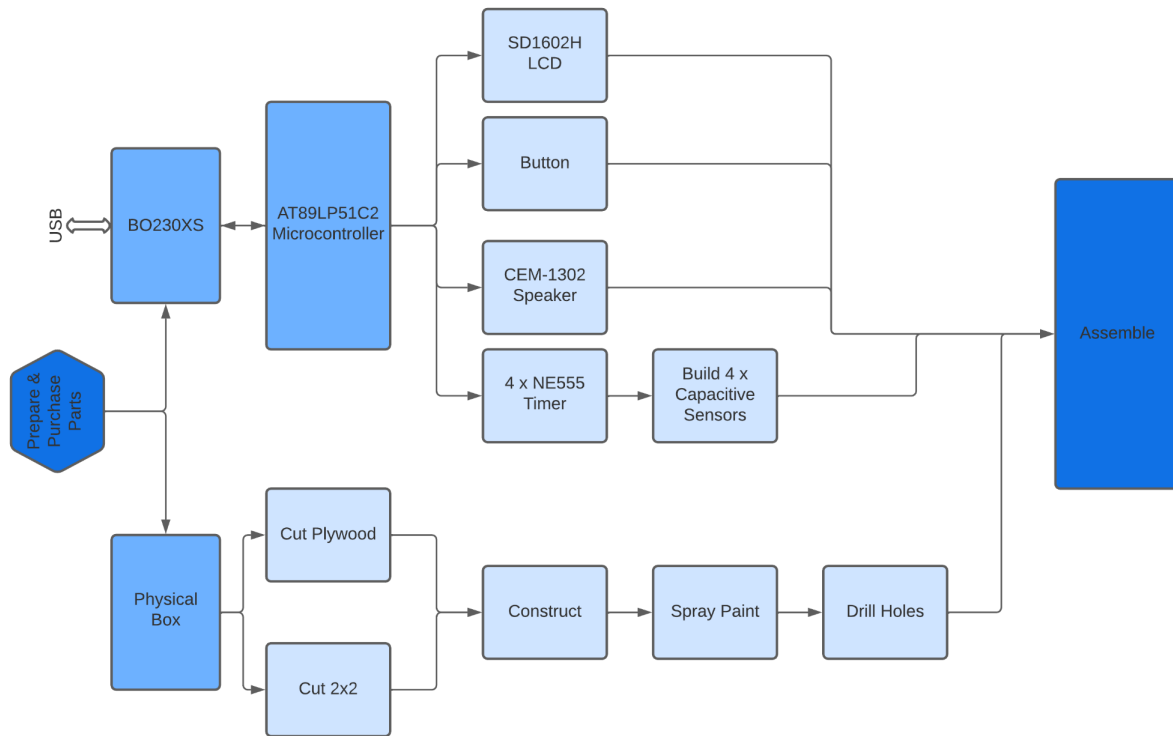 SD1602H
LCD
Button
BO230XS
AT89LP51C2
Microcontroller
USB
CEM-1302
Speaker
Assemble
Prepare &
Purchase
Parts
4 x NE555
Timer
Build 4 x
Capacitive
Sensors
Cut Plywood
Physical
Box
Construct
Spray Paint
Drill Holes
Cut 2x2